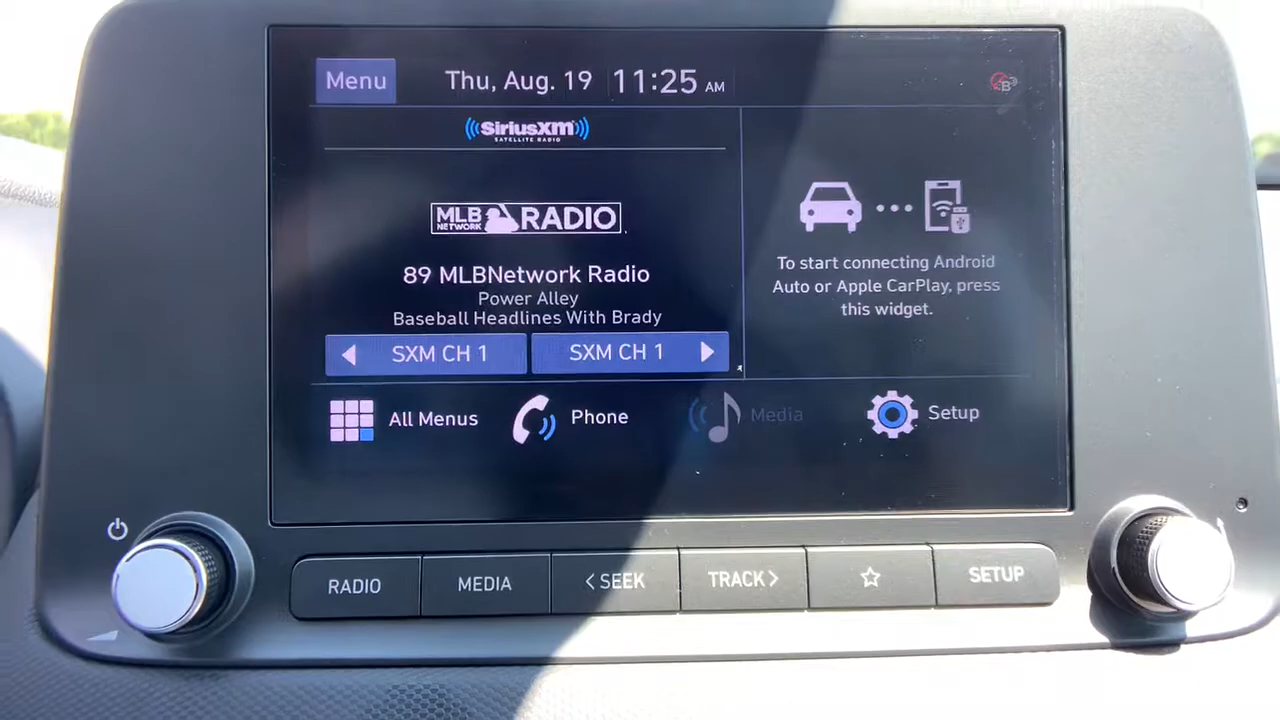 Menu
Thu, Aug. 19
11:25 AM
B
SiriusXM
SATELLITE RADIO
MLB NETWORK RADIO
89 MLBNetwork Radio
Power Alley
Baseball Headlines With Brady
SXM CH 1
SXM CH 1
To start connecting Android
Auto or Apple CarPlay, press
this widget.
All Menus
Phone
Media
Setup
RADIO
MEDIA
< SEEK
TRACK >
SETUP